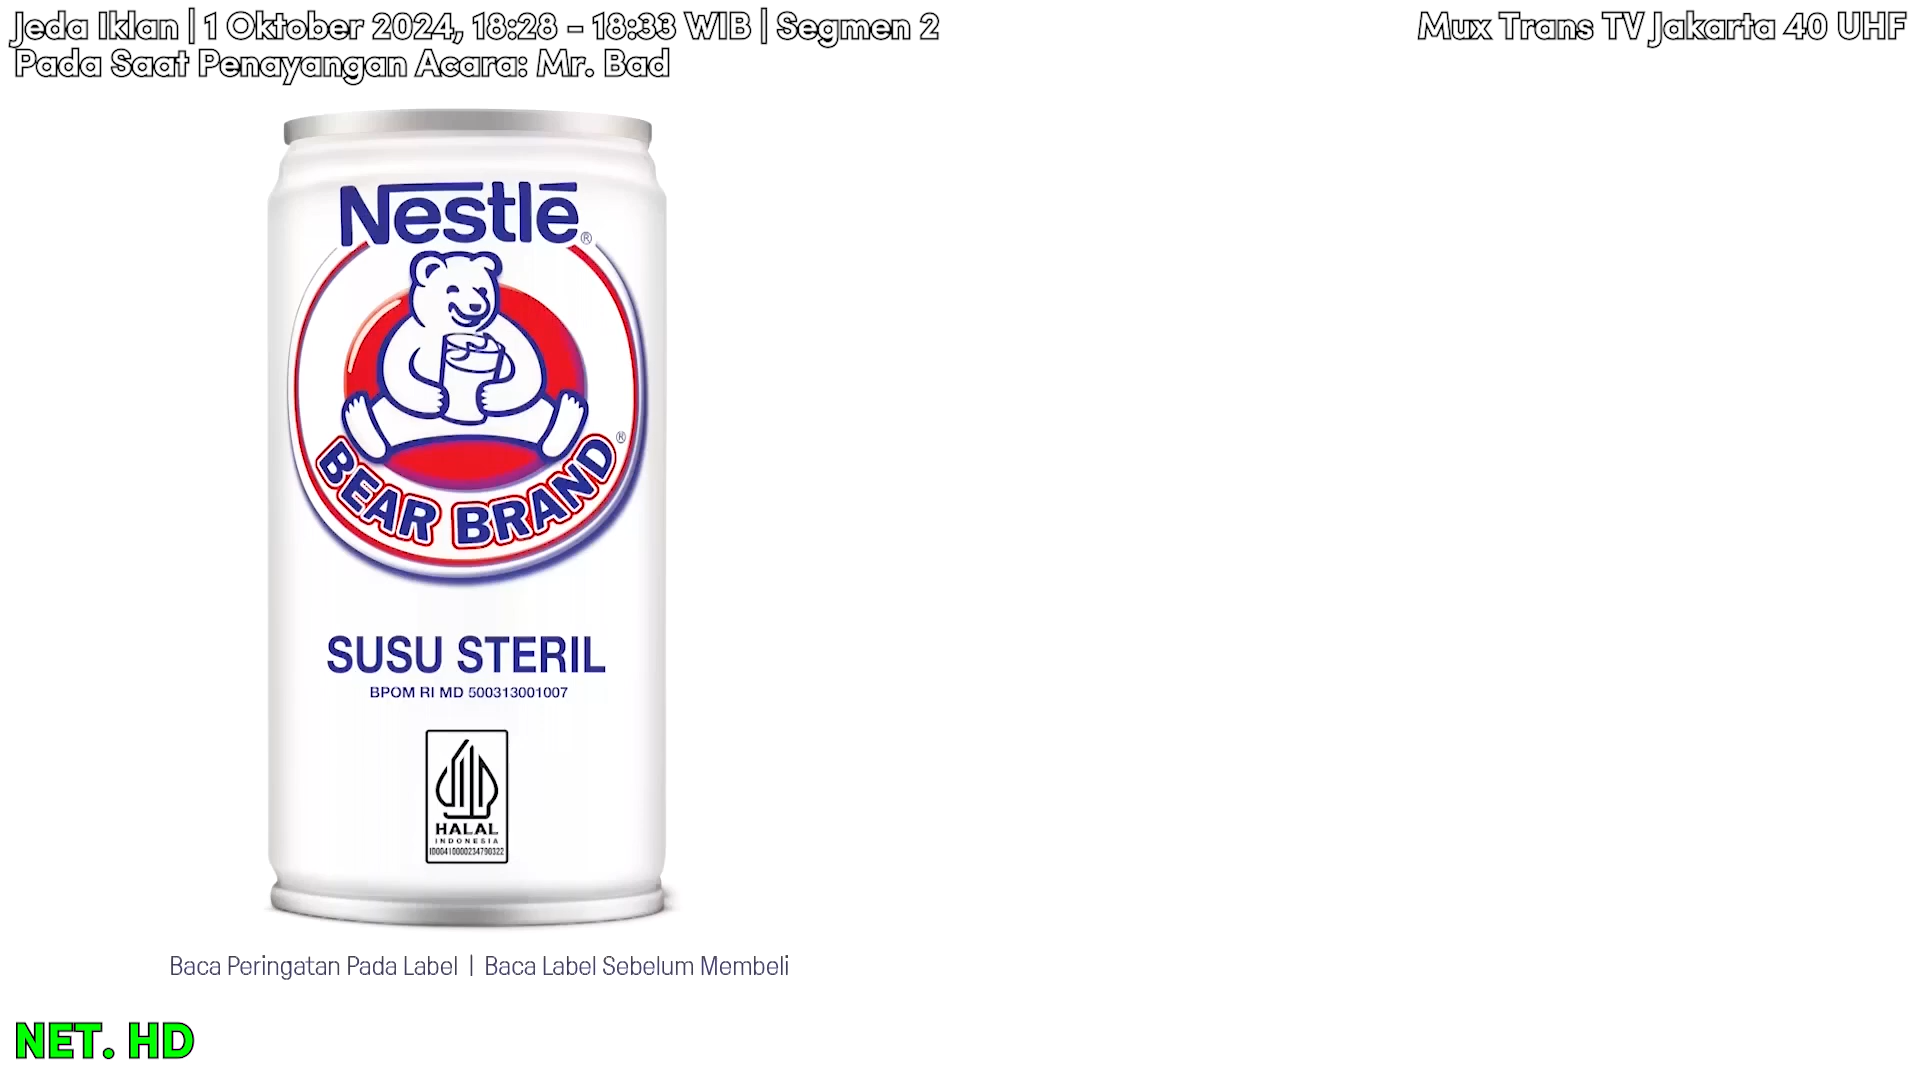 Jeda Iklan | 1 Oktober 2024, 18:28 - 18:33 WIB | Segmen 2
Mux Trans TV Jakarta 40 UHF
Pada Saat Penayangan Acara: Mr. Bad
Nestlé®
BEAR BRAND®
SUSU STERIL
BPOM RI MD 500313001007
HALAL
INDONESIA
ID00410000234790322
Baca Peringatan Pada Label | Baca Label Sebelum Membeli
NET. HD